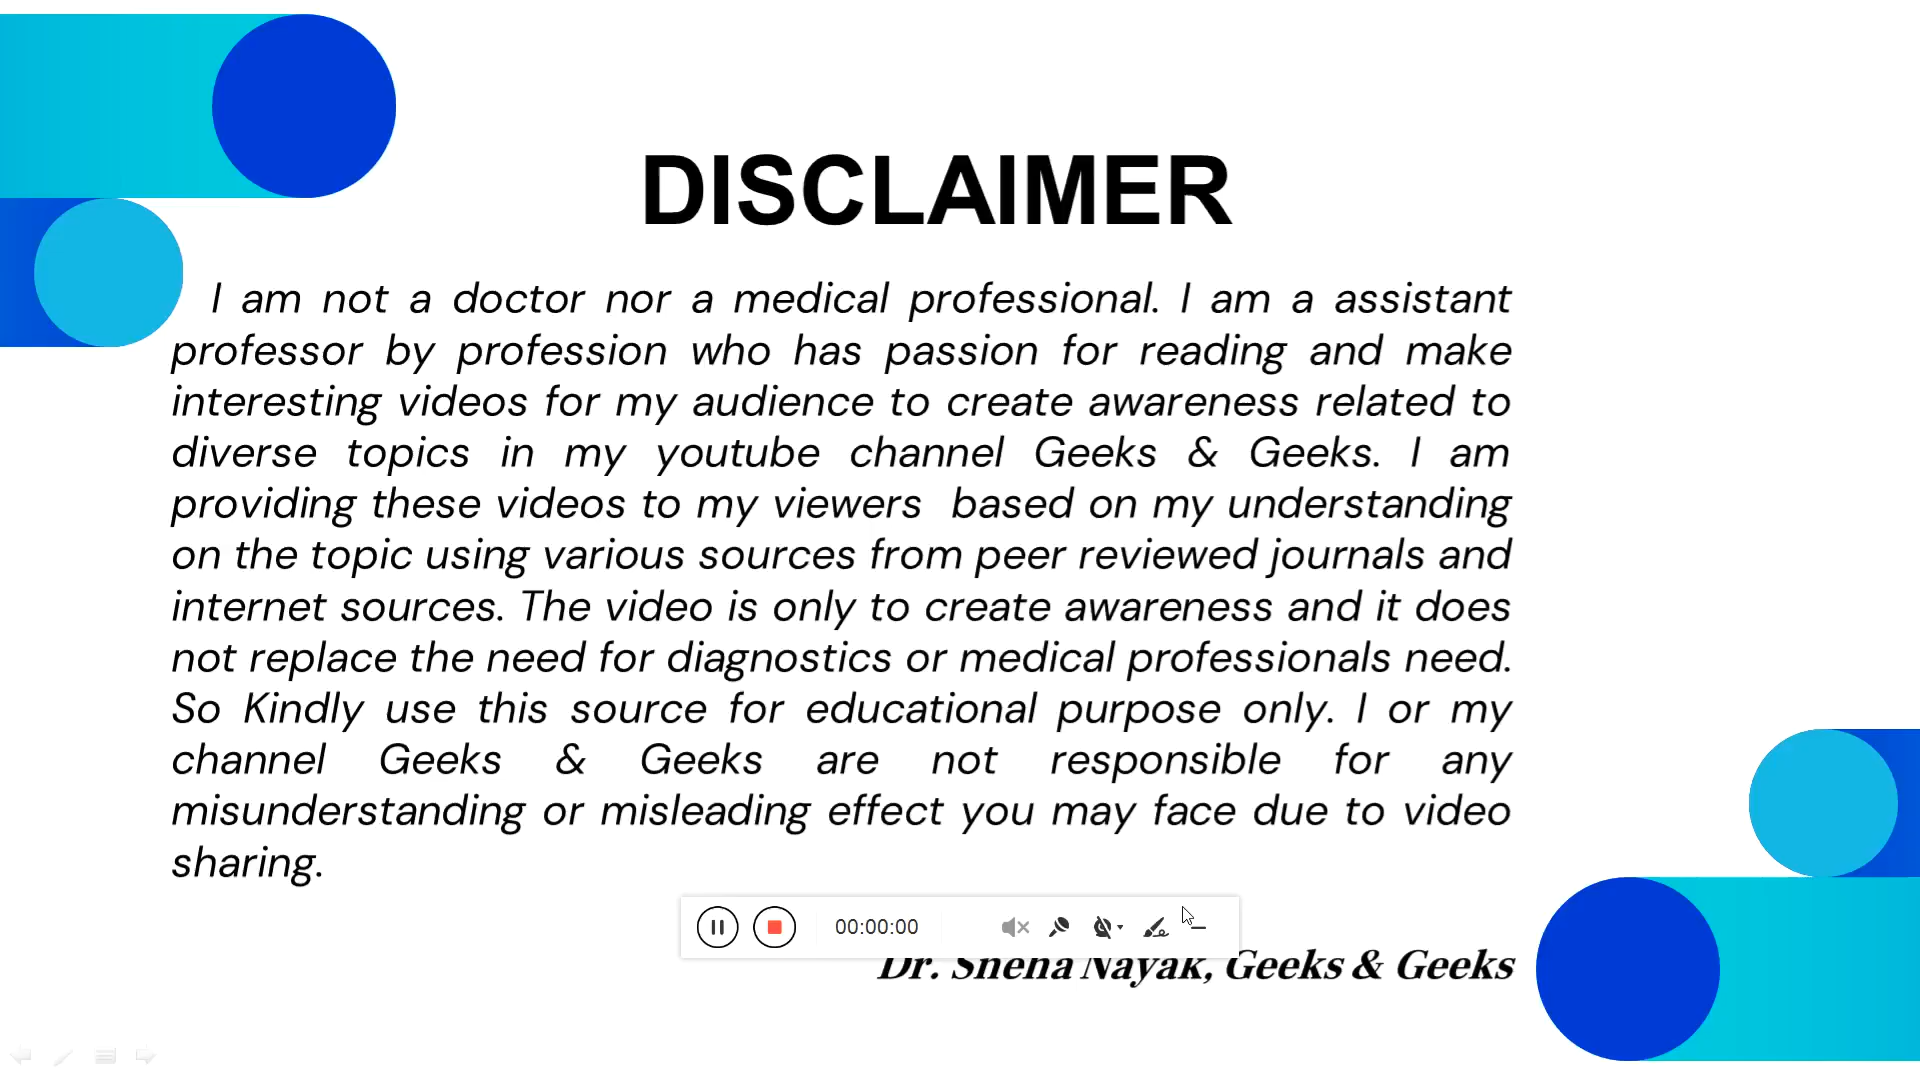 DISCLAIMER
I am not a doctor nor a medical professional. I am a assistant
professor by profession who has passion for reading and make
interesting videos for my audience to create awareness related to
diverse topics in my youtube channel Geeks & Geeks. I am
providing these videos to my viewers based on my understanding
on the topic using various sources from peer reviewed journals and
internet sources. The video is only to create awareness and it does
not replace the need for diagnostics or medical professionals need.
So Kindly use this source for educational purpose only. I or my
channel Geeks & Geeks are not responsible for any
misunderstanding or misleading effect you may face due to video
sharing.
00:00:00
Dr. Sneha Nayak, Geeks & Geeks